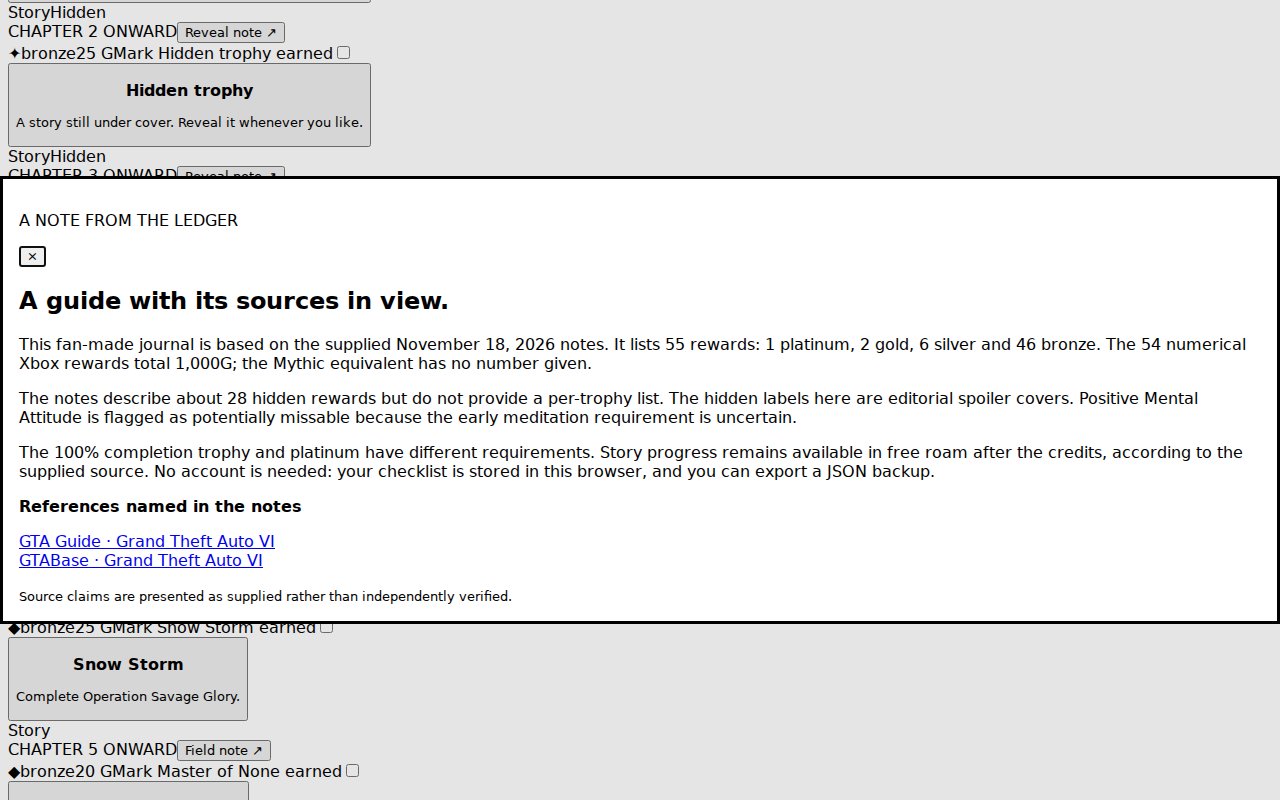 StoryHidden
CHAPTER 2 ONWARD Reveal note ↗
✦bronze25 GMark Hidden trophy earned
Hidden trophy
A story still under cover. Reveal it whenever you like.
StoryHidden
CHAPTER 3 ONWARD Reveal note ↗
A NOTE FROM THE LEDGER
×
A guide with its sources in view.
This fan-made journal is based on the supplied November 18, 2026 notes. It lists 55 rewards: 1 platinum, 2 gold, 6 silver and 46 bronze. The 54 numerical
Xbox rewards total 1,000G; the Mythic equivalent has no number given.
The notes describe about 28 hidden rewards but do not provide a per-trophy list. The hidden labels here are editorial spoiler covers. Positive Mental
Attitude is flagged as potentially missable because the early meditation requirement is uncertain.
The 100% completion trophy and platinum have different requirements. Story progress remains available in free roam after the credits, according to the
supplied source. No account is needed: your checklist is stored in this browser, and you can export a JSON backup.
References named in the notes
GTA Guide · Grand Theft Auto VI
GTABase · Grand Theft Auto VI
Source claims are presented as supplied rather than independently verified.
◆bronze25 GMark Snow Storm earned
Snow Storm
Complete Operation Savage Glory.
Story
CHAPTER 5 ONWARD Field note ↗
◆bronze20 GMark Master of None earned